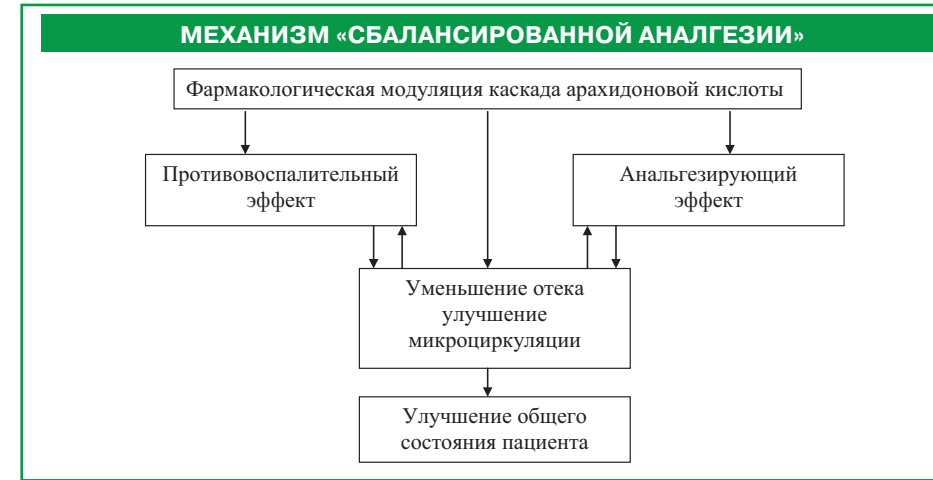 МЕХАНИЗМ «СБАЛАНСИРОВАННОЙ АНАЛГЕЗИИ»
Фармакологическая модуляция каскада арахидоновой кислоты
Противовоспалительный
эффект
Анальгезирующий
эффект
Уменьшение отека
улучшение
микроциркуляции
Улучшение общего
состояния пациента